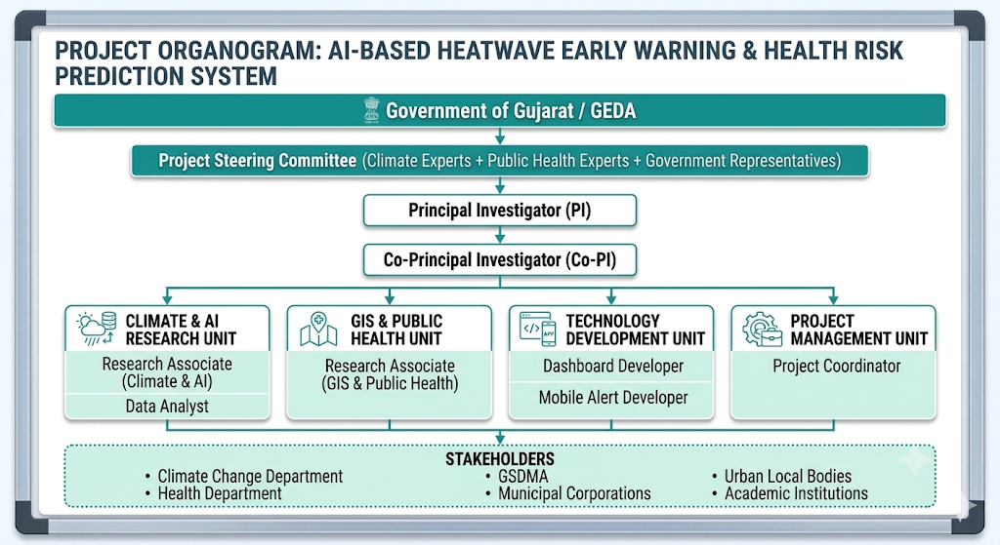 PROJECT ORGANOGRAM: AI-BASED HEATWAVE EARLY WARNING & HEALTH RISK
PREDICTION SYSTEM
Government of Gujarat / GEDA
Project Steering Committee (Climate Experts + Public Health Experts + Government Representatives)
Principal Investigator (PI)
Co-Principal Investigator (Co-PI)
CLIMATE & AI
RESEARCH UNIT
Research Associate
(Climate & AI)
Data Analyst
GIS & PUBLIC
HEALTH UNIT
Research Associate
(GIS & Public Health)
</>
APP
TECHNOLOGY
DEVELOPMENT UNIT
Dashboard Developer
Mobile Alert Developer
PROJECT
MANAGEMENT UNIT
Project Coordinator
STAKEHOLDERS
• Climate Change Department
• Health Department
• GSDMA
• Municipal Corporations
• Urban Local Bodies
• Academic Institutions